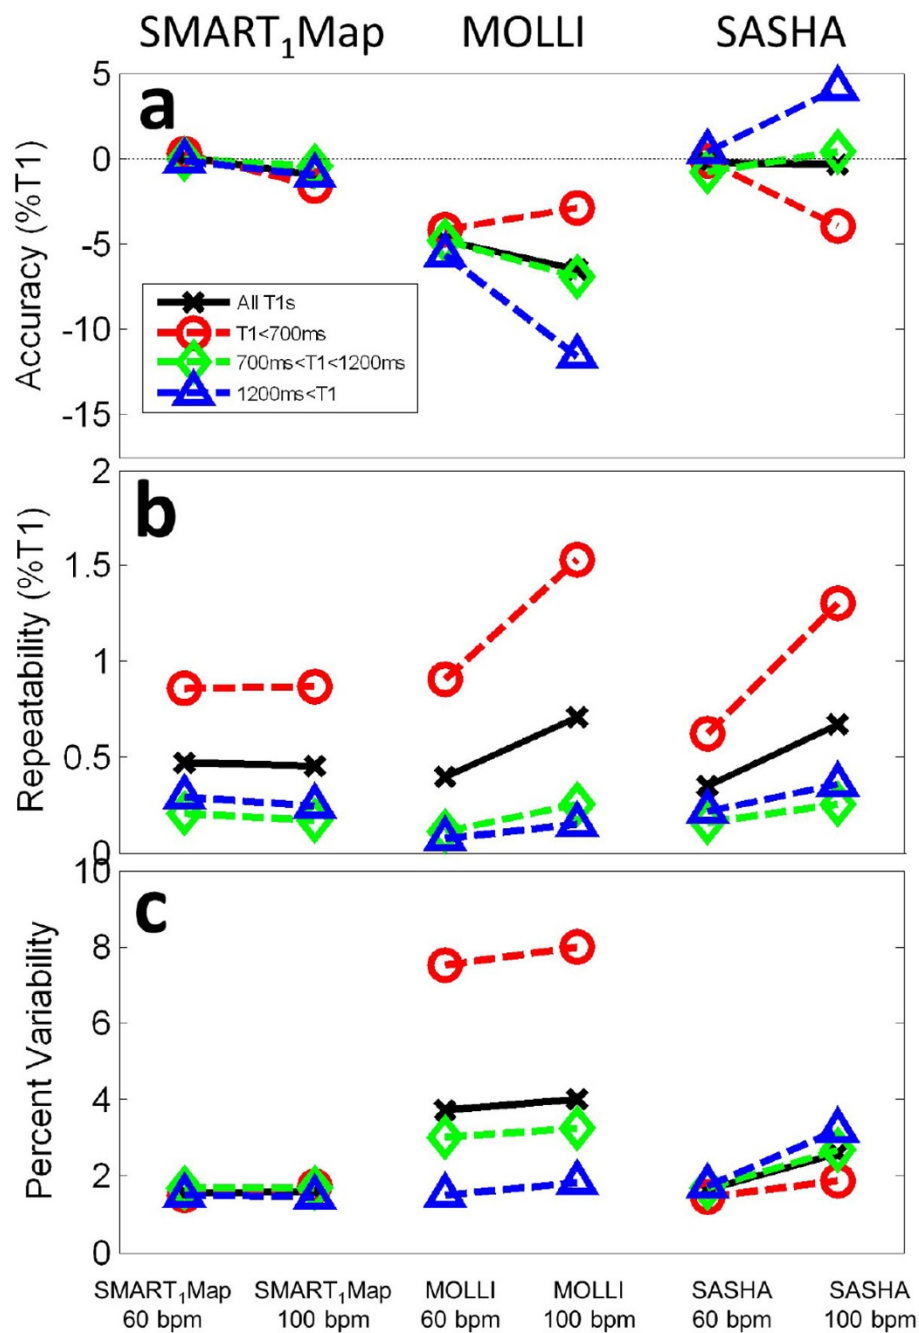 SMART₁Map MOLLI SASHA
a
Accuracy (%T1)
5
0
-5
-10
-15
All T1s
T1<700ms
700ms<T1<1200ms
1200ms<T1
b
Repeatability (%T1)
2
1.5
1
0.5
0
c
Percent Variability
10
8
6
4
2
0
SMART₁Map SMART₁Map MOLLI MOLLI SASHA SASHA
60 bpm 100 bpm 60 bpm 100 bpm 60 bpm 100 bpm